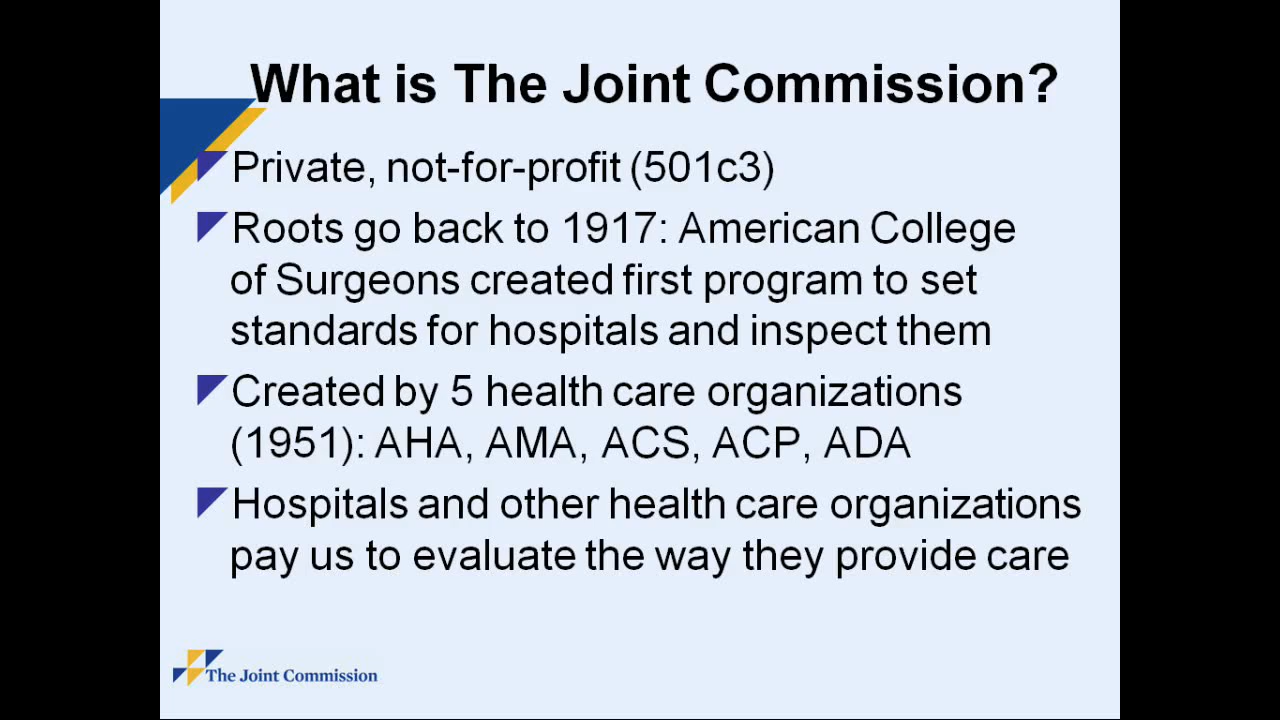 What is The Joint Commission?
Private, not-for-profit (501c3)
Roots go back to 1917: American College
of Surgeons created first program to set
standards for hospitals and inspect them
Created by 5 health care organizations
(1951): AHA, AMA, ACS, ACP, ADA
Hospitals and other health care organizations
pay us to evaluate the way they provide care
The Joint Commission